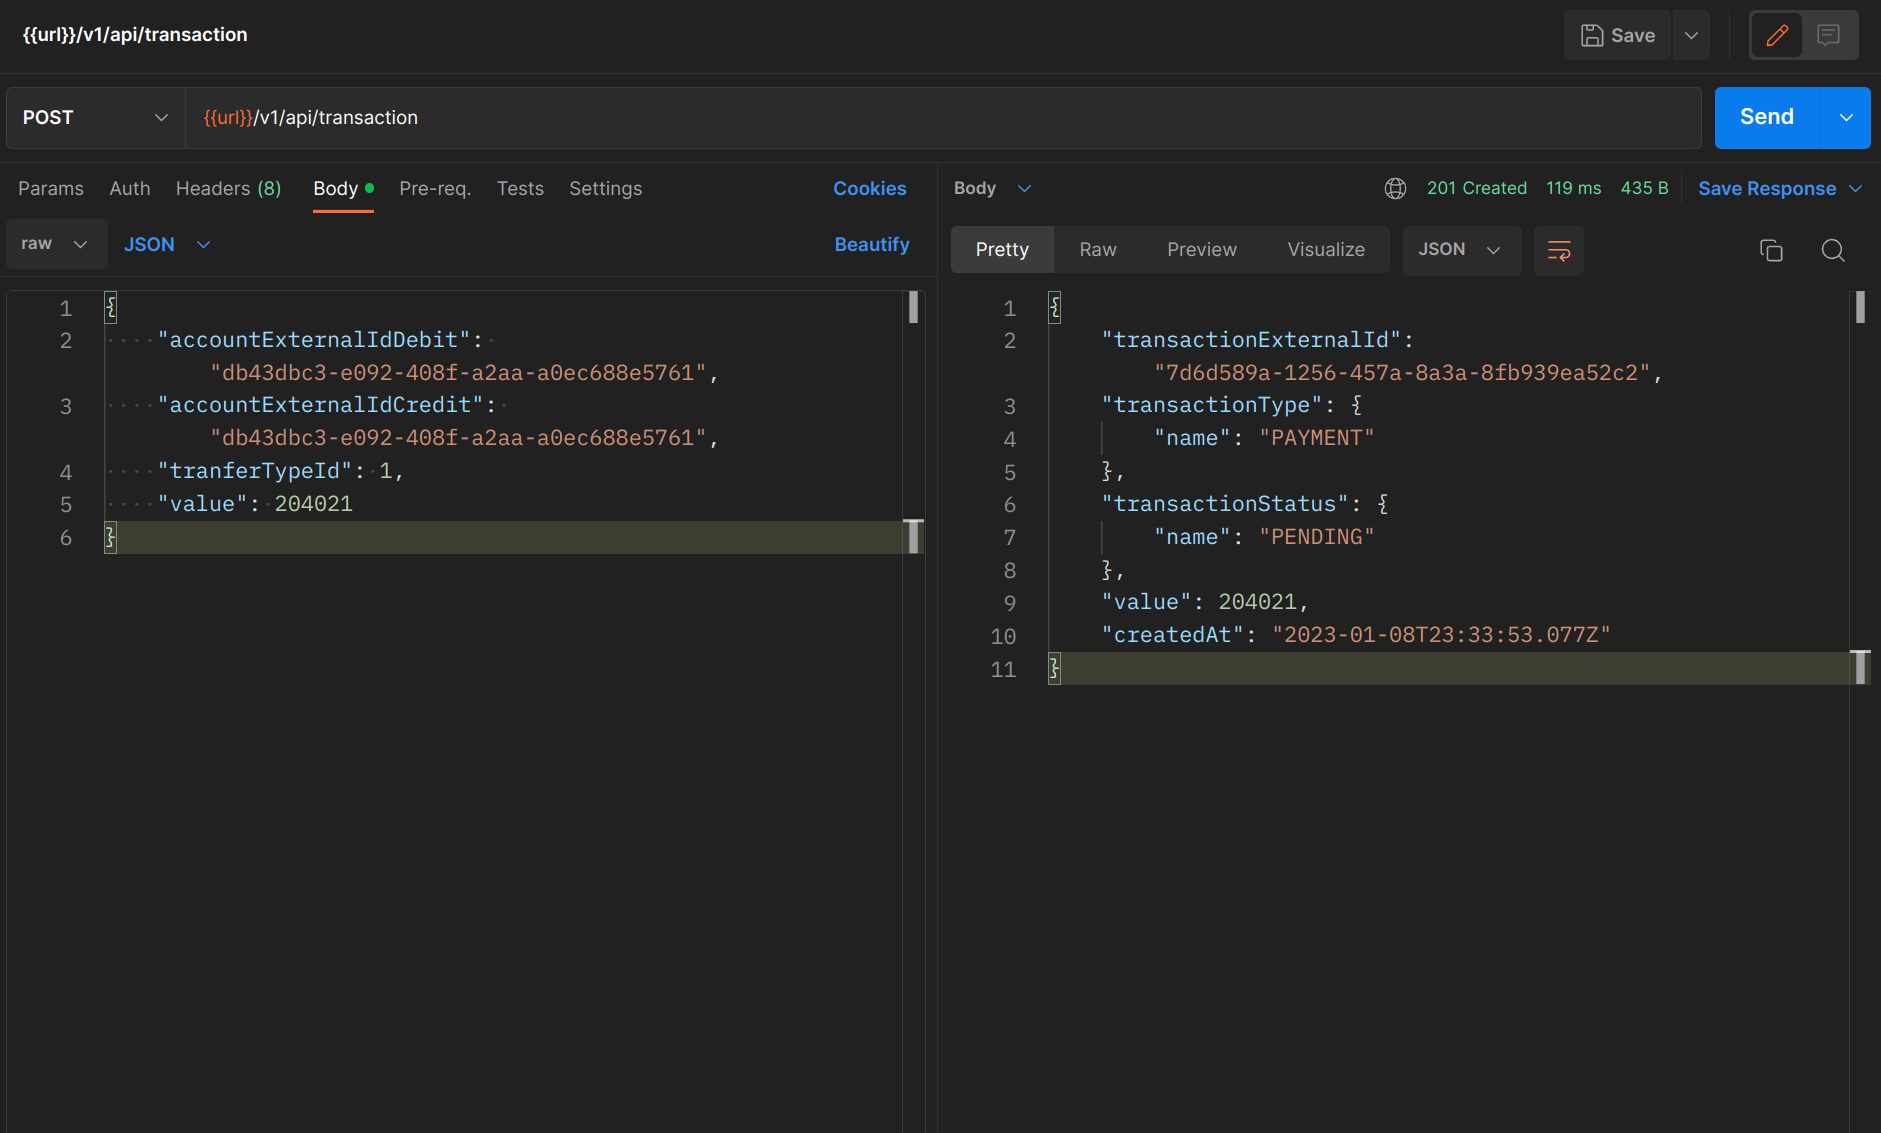 {{url}}/v1/api/transaction
Save
POST
{{url}}/v1/api/transaction
Send
Params Auth Headers (8) Body Pre-req. Tests Settings Cookies
raw JSON Beautify
1 {
2 "accountExternalIdDebit":
"db43dbc3-e092-408f-a2aa-a0ec688e5761",
3 "accountExternalIdCredit":
"db43dbc3-e092-408f-a2aa-a0ec688e5761",
4 "tranferTypeId": 1,
5 "value": 204021
6 }
Body 201 Created 119 ms 435 B Save Response
Pretty Raw Preview Visualize JSON
1 {
2 "transactionExternalId":
"7d6d589a-1256-457a-8a3a-8fb939ea52c2",
3 "transactionType": {
4 "name": "PAYMENT"
5 },
6 "transactionStatus": {
7 "name": "PENDING"
8 },
9 "value": 204021,
10 "createdAt": "2023-01-08T23:33:53.077Z"
11 }